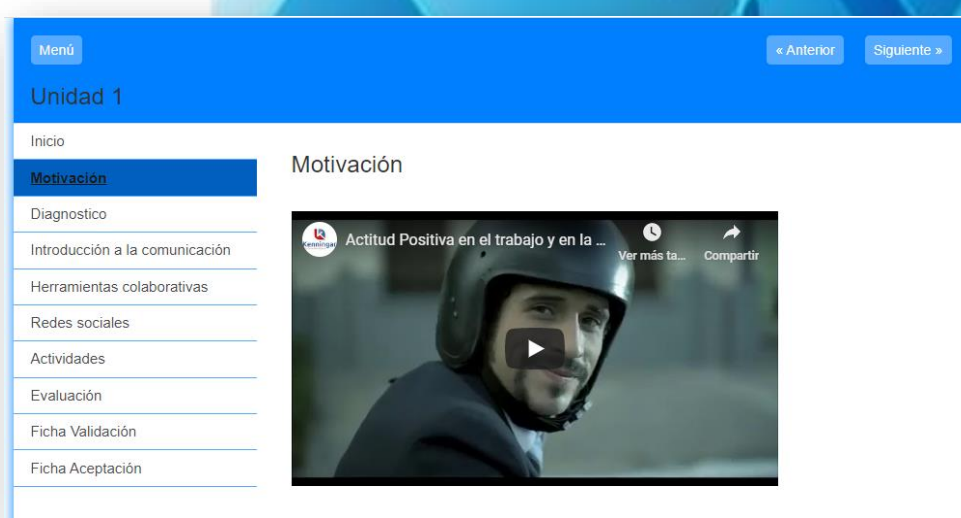 Menú
« Anterior
Siguiente »
Unidad 1
Inicio
Motivación
Diagnostico
Introducción a la comunicación
Herramientas colaborativas
Redes sociales
Actividades
Evaluación
Ficha Validación
Ficha Aceptación
Motivación
Kenningar
Actitud Positiva en el trabajo y en la ...
Ver más ta...
Compartir